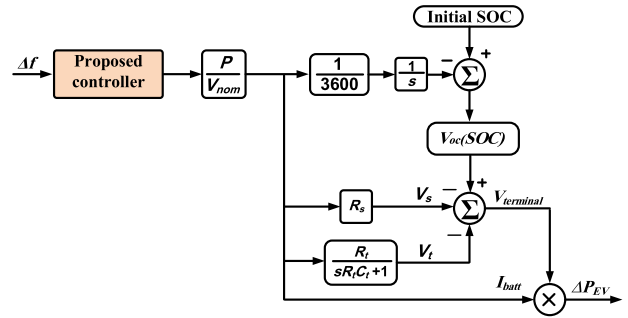 Initial SOC
Δf
Proposed
controller
P
V_nom
1
3600
1
s
−
+
Σ
V_oc(SOC)
R_s
V_s
−
+
Σ
V_terminal
R_t
sR_tC_t+1
V_t
−
I_batt
×
ΔP_EV